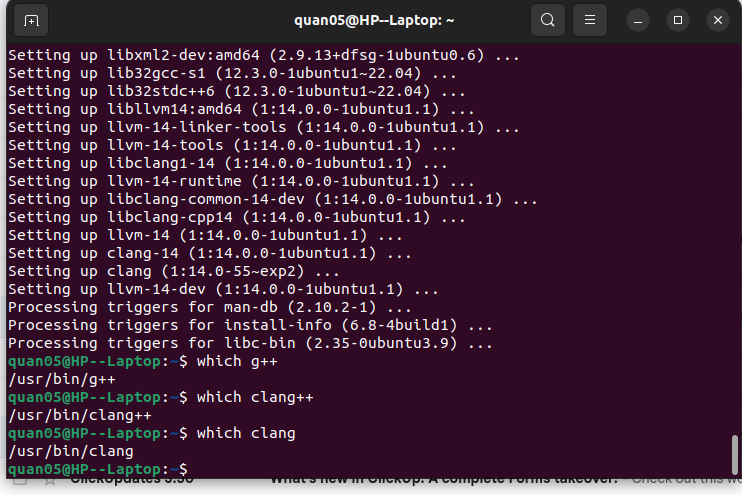 quan05@HP--Laptop: ~
Setting up libxml2-dev:amd64 (2.9.13+dfsg-1ubuntu0.6) ...
Setting up lib32gcc-s1 (12.3.0-1ubuntu1~22.04) ...
Setting up lib32stdc++6 (12.3.0-1ubuntu1~22.04) ...
Setting up libllvm14:amd64 (1:14.0.0-1ubuntu1.1) ...
Setting up llvm-14-linker-tools (1:14.0.0-1ubuntu1.1) ...
Setting up llvm-14-tools (1:14.0.0-1ubuntu1.1) ...
Setting up libclang1-14 (1:14.0.0-1ubuntu1.1) ...
Setting up llvm-14-runtime (1:14.0.0-1ubuntu1.1) ...
Setting up libclang-common-14-dev (1:14.0.0-1ubuntu1.1) ...
Setting up libclang-cpp14 (1:14.0.0-1ubuntu1.1) ...
Setting up llvm-14 (1:14.0.0-1ubuntu1.1) ...
Setting up clang-14 (1:14.0.0-1ubuntu1.1) ...
Setting up clang (1:14.0-55~exp2) ...
Setting up llvm-14-dev (1:14.0.0-1ubuntu1.1) ...
Processing triggers for man-db (2.10.2-1) ...
Processing triggers for install-info (6.8-4build1) ...
Processing triggers for libc-bin (2.35-0ubuntu3.9) ...
quan05@HP--Laptop:~$ which g++
/usr/bin/g++
quan05@HP--Laptop:~$ which clang++
/usr/bin/clang++
quan05@HP--Laptop:~$ which clang
/usr/bin/clang
quan05@HP--Laptop:~$
ClickUpdates What's new in ClickUp: A complete Forms takeover! - Check out this